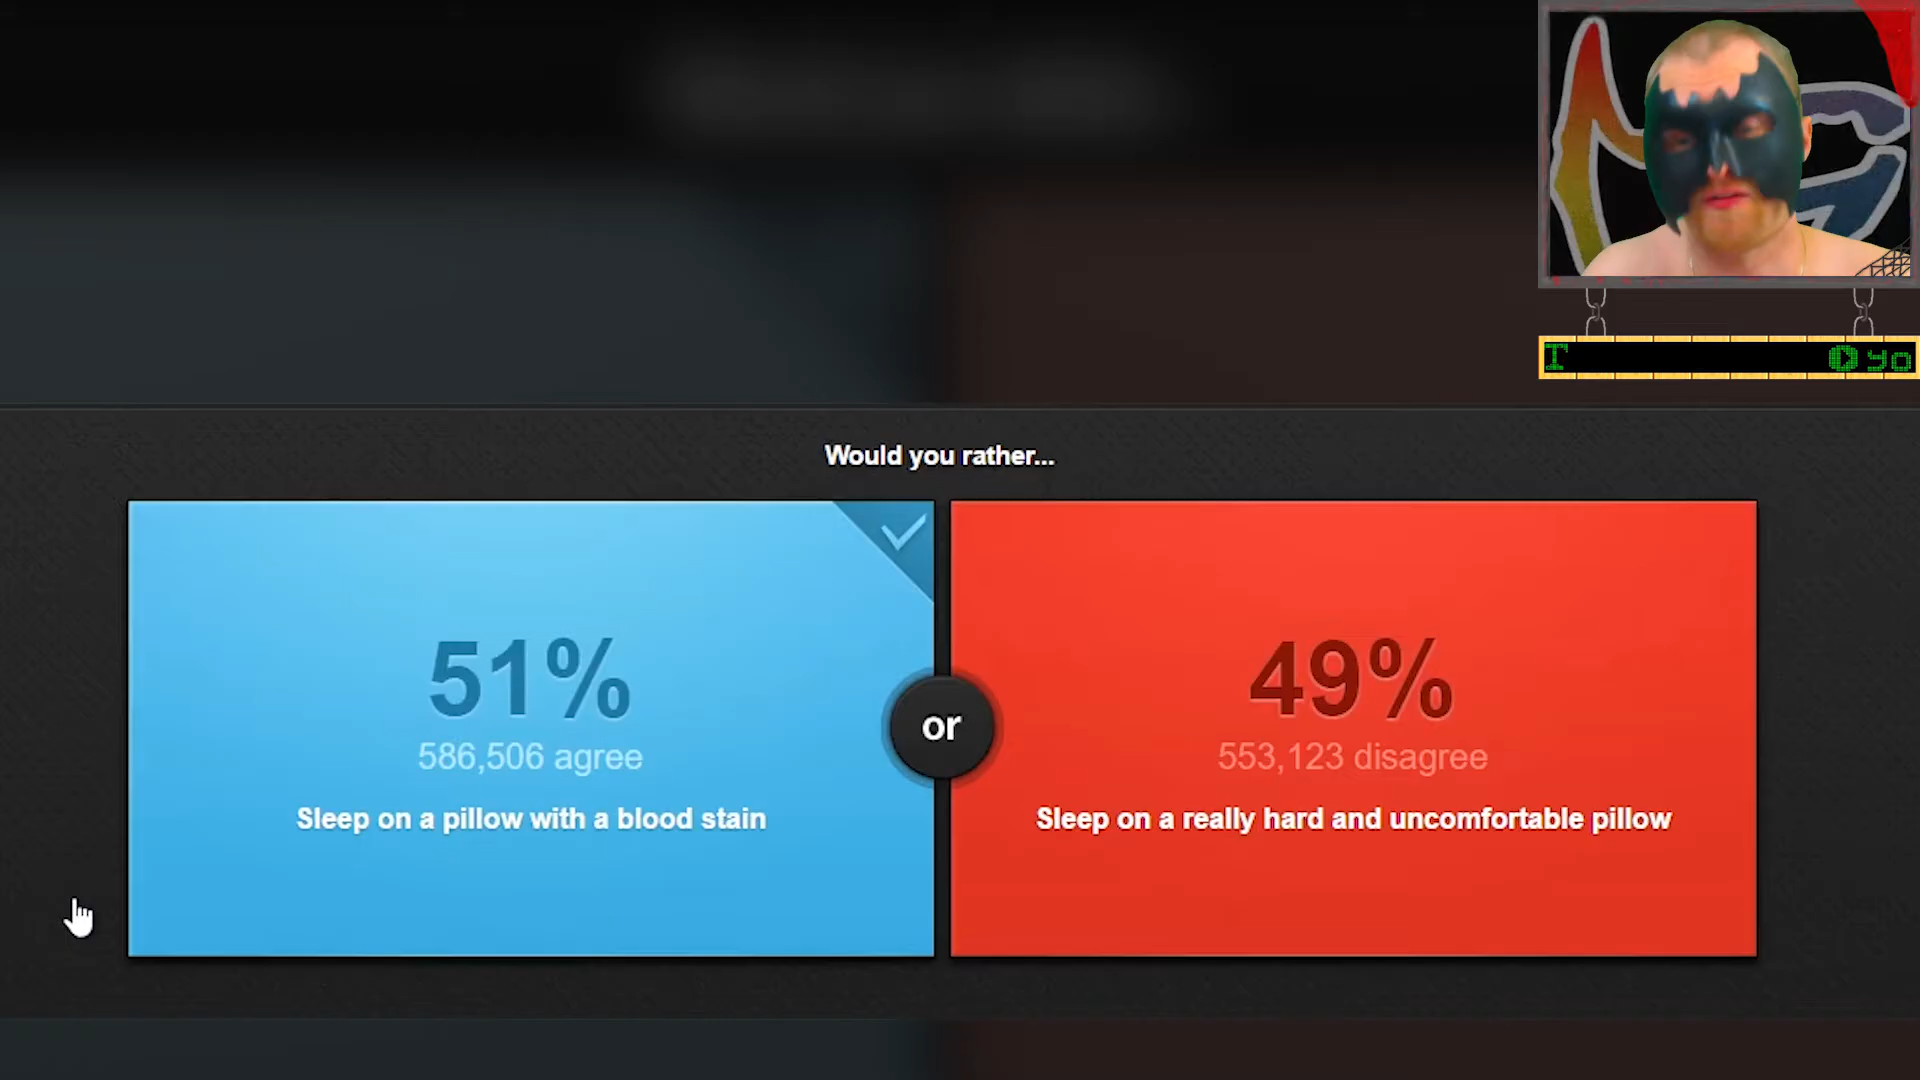 Would you rather...
51%
586,506 agree
Sleep on a pillow with a blood stain
or
49%
553,123 disagree
Sleep on a really hard and uncomfortable pillow
yo